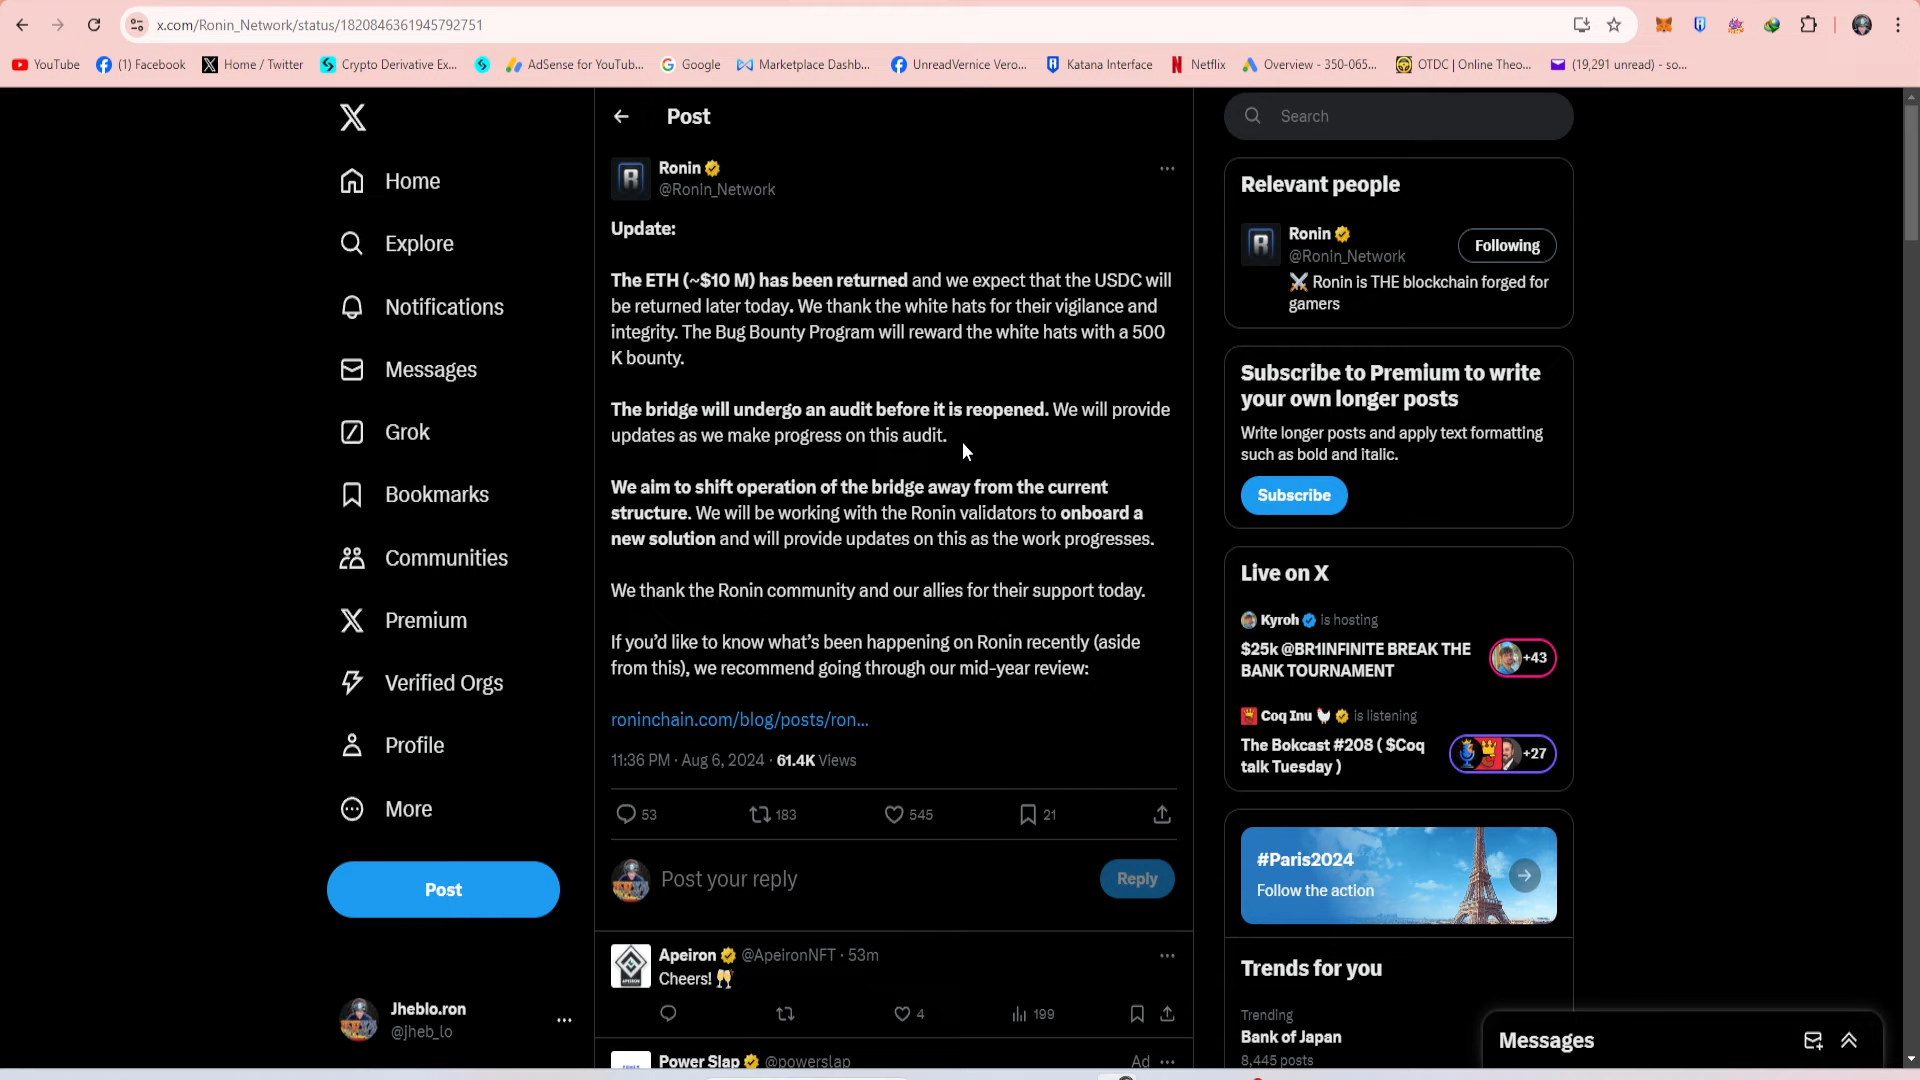 x.com/Ronin_Network/status/1820846361945792751
YouTube
(1) Facebook
Home / Twitter
Crypto Derivative Ex...
AdSense for YouTub...
Google
Marketplace Dashb...
UnreadVernice Vero...
Katana Interface
Netflix
Overview - 350-065...
OTDC | Online Theo...
(19,291 unread) - so...
Home
Explore
Notifications
Messages
Grok
Bookmarks
Communities
Premium
Verified Orgs
Profile
More
Post
Jheblo.ron
@jheb_lo
Post
Ronin
@Ronin_Network
Update:
The ETH (~$10 M) has been returned and we expect that the USDC will
be returned later today. We thank the white hats for their vigilance and
integrity. The Bug Bounty Program will reward the white hats with a 500
K bounty.
The bridge will undergo an audit before it is reopened. We will provide
updates as we make progress on this audit.
We aim to shift operation of the bridge away from the current
structure. We will be working with the Ronin validators to onboard a
new solution and will provide updates on this as the work progresses.
We thank the Ronin community and our allies for their support today.
If you’d like to know what’s been happening on Ronin recently (aside
from this), we recommend going through our mid-year review:
roninchain.com/blog/posts/ron...
11:36 PM · Aug 6, 2024 · 61.4K Views
53
183
545
21
Post your reply
Reply
Apeiron @ApeironNFT · 53m
Cheers! 🥂
4
199
Power Slap @powerslap
Ad
Search
Relevant people
Ronin
@Ronin_Network
Following
⚔️ Ronin is THE blockchain forged for
gamers
Subscribe to Premium to write
your own longer posts
Write longer posts and apply text formatting
such as bold and italic.
Subscribe
Live on X
Kyroh is hosting
$25k @BR1INFINITE BREAK THE
BANK TOURNAMENT
+43
Coq Inu 🐓 is listening
The Bokcast #208 ( $Coq
talk Tuesday )
+27
#Paris2024
Follow the action
Trends for you
Trending
Bank of Japan
8,445 posts
Messages